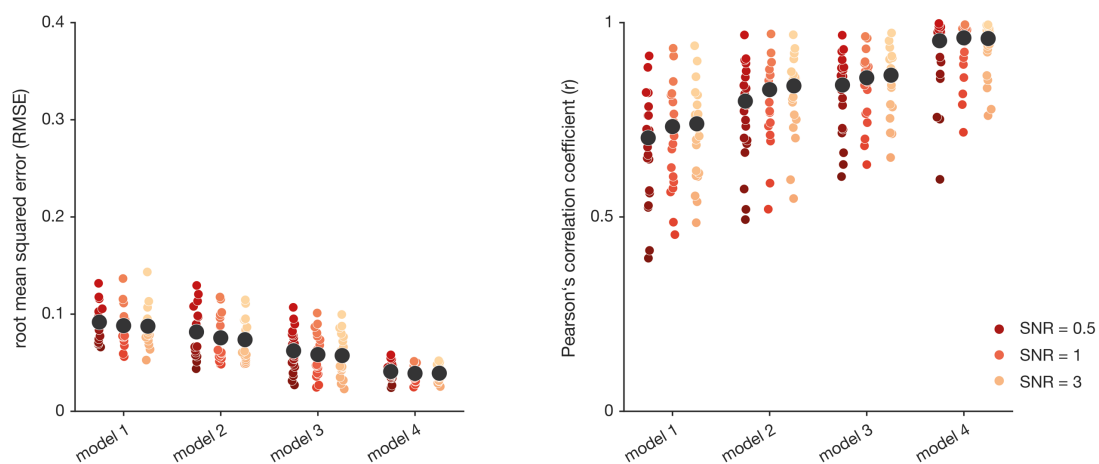 root mean squared error (RMSE)
0.4
0.3
0.2
0.1
0
model 1
model 2
model 3
model 4
Pearson‘s correlation coefficient (r)
1
0.5
0
model 1
model 2
model 3
model 4
SNR = 0.5
SNR = 1
SNR = 3